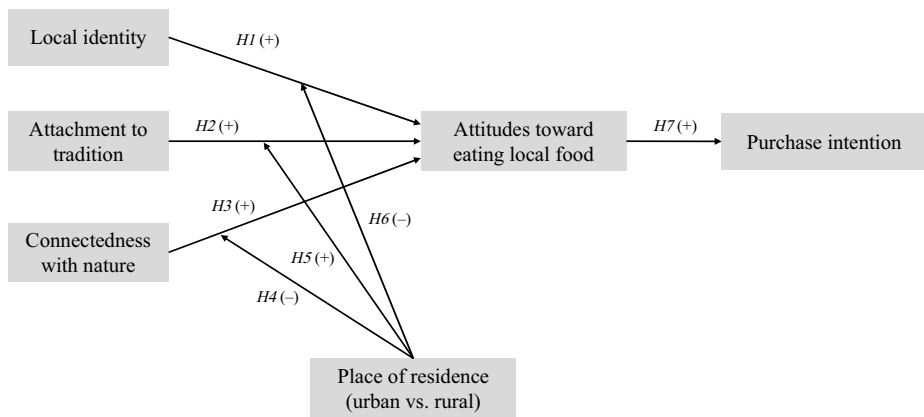 Local identity
H1 (+)
Attachment to
tradition
H2 (+)
Attitudes toward
eating local food
H7 (+)
Purchase intention
H3 (+)
H6 (–)
Connectedness
with nature
H5 (+)
H4 (–)
Place of residence
(urban vs. rural)